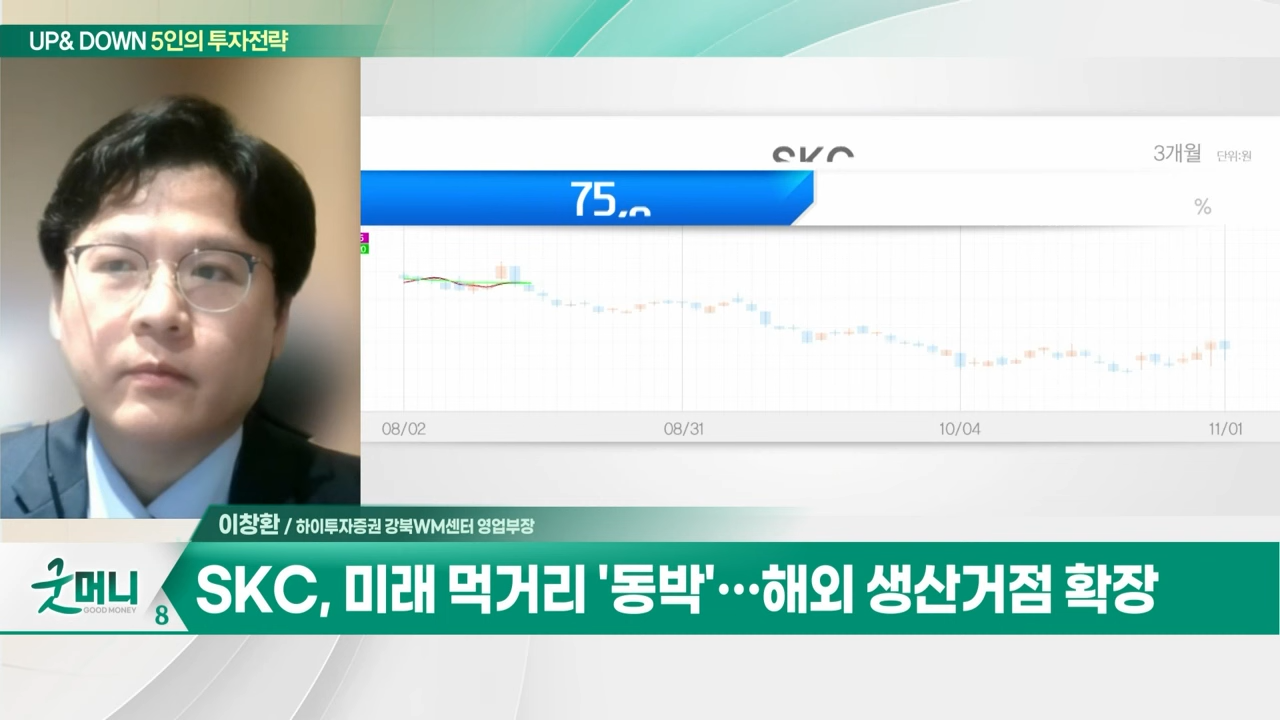 UP& DOWN 5인의 투자전략
SKC
3개월 단위:원
75
%
08/02 08/31 10/04 11/01
이창환 / 하이투자증권 강북WM센터 영업부장
굿머니
GOOD MONEY
8
SKC, 미래 먹거리 '동박'…해외 생산거점 확장